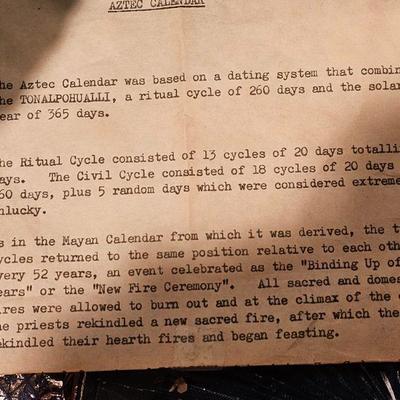 AZTEC CALENDAR
he Aztec Calendar was based on a dating system that combin
he TONALPOHUALLI, a ritual cycle of 260 days and the solar
ear of 365 days.
he Ritual Cycle consisted of 13 cycles of 20 days totalli
ays. The Civil Cycle consisted of 18 cycles of 20 days
60 days, plus 5 random days which were considered extreme
nlucky.
s in the Mayan Calendar from which it was derived, the t
ycles returned to the same position relative to each oth
very 52 years, an event celebrated as the "Binding Up of
ears" or the "New Fire Ceremony". All sacred and domes
ires were allowed to burn out and at the climax of the c
he priests rekindled a new sacred fire, after which the
ekindled their hearth fires and began feasting.